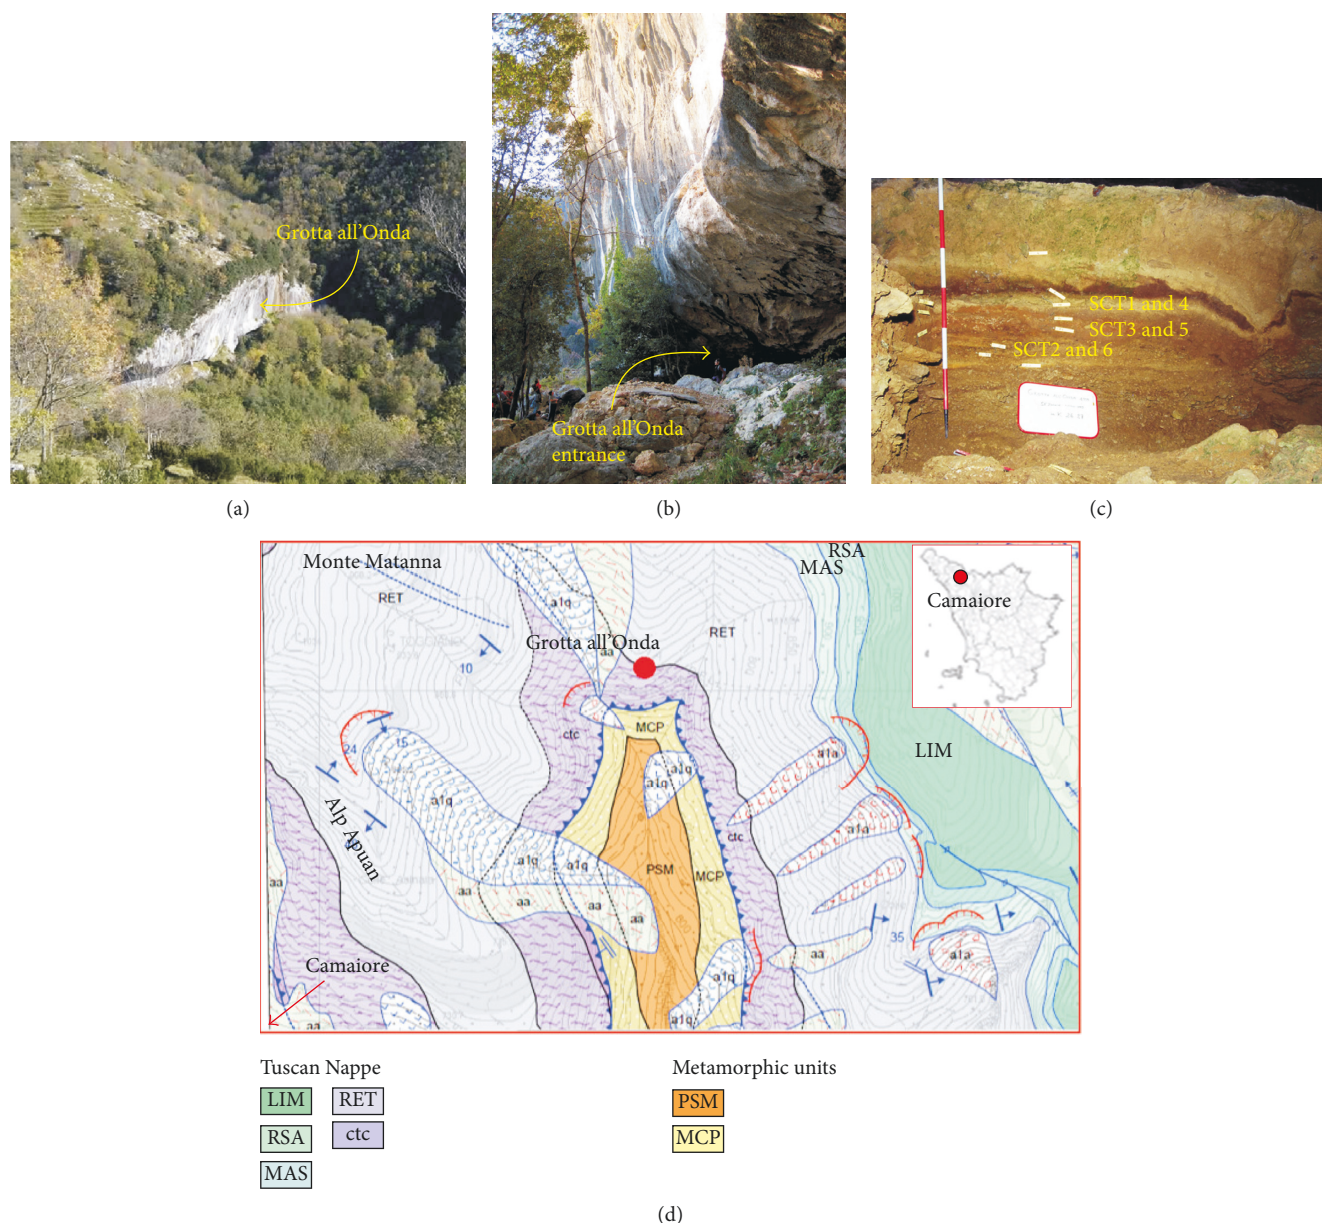 Grotta all'Onda
(a)
Grotta all'Onda
entrance
(b)
SCT1 and 4
SCT3 and 5
SCT2 and 6
(c)
Monte Matanna
RET
a1q
RSA
MAS
Camaiore
RET
Grotta all'Onda
aa
10
MCP
ctc
LIM
24
15
a1a
a1q
a1q
a1q
Alp Apuan
a1a
ctc
a1q
a1q
PSM
MCP
aa
aa
aa
aa
aa
35
Camaiore
a1q
aa
a1a
a1q
aa
Tuscan Nappe
Metamorphic units
LIM
RET
PSM
RSA
ctc
MCP
MAS
(d)